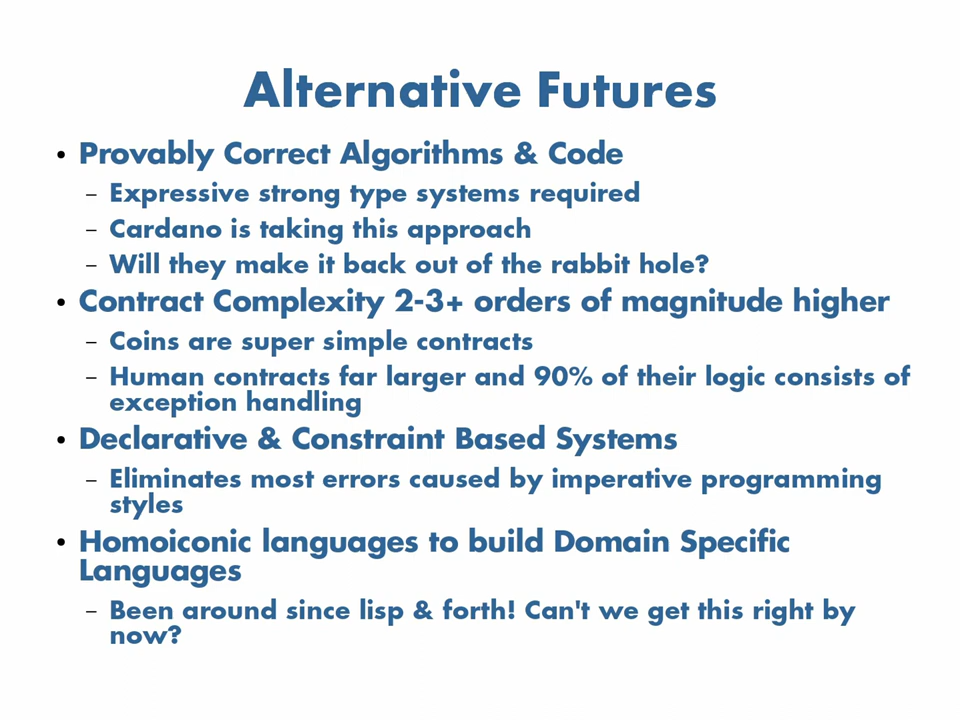 Alternative Futures
• Provably Correct Algorithms & Code
– Expressive strong type systems required
– Cardano is taking this approach
– Will they make it back out of the rabbit hole?
• Contract Complexity 2-3+ orders of magnitude higher
– Coins are super simple contracts
– Human contracts far larger and 90% of their logic consists of
exception handling
• Declarative & Constraint Based Systems
– Eliminates most errors caused by imperative programming
styles
• Homoiconic languages to build Domain Specific
Languages
– Been around since lisp & forth! Can't we get this right by
now?